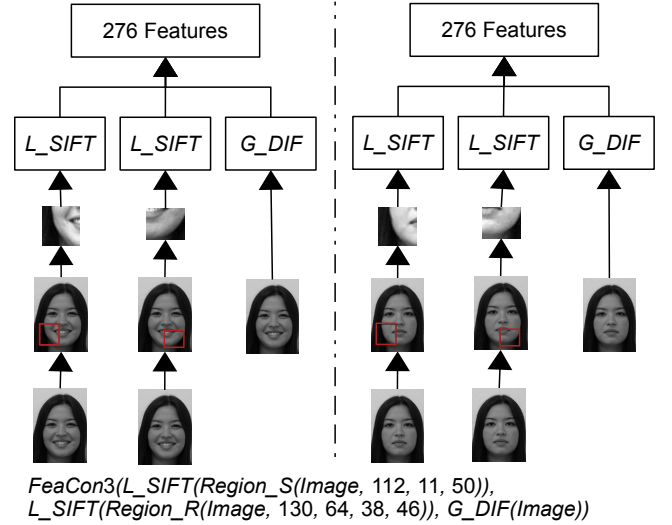 276 Features
276 Features
L_SIFT L_SIFT G_DIF
L_SIFT L_SIFT G_DIF
FeaCon3(L_SIFT(Region_S(Image, 112, 11, 50)),
L_SIFT(Region_R(Image, 130, 64, 38, 46)), G_DIF(Image))